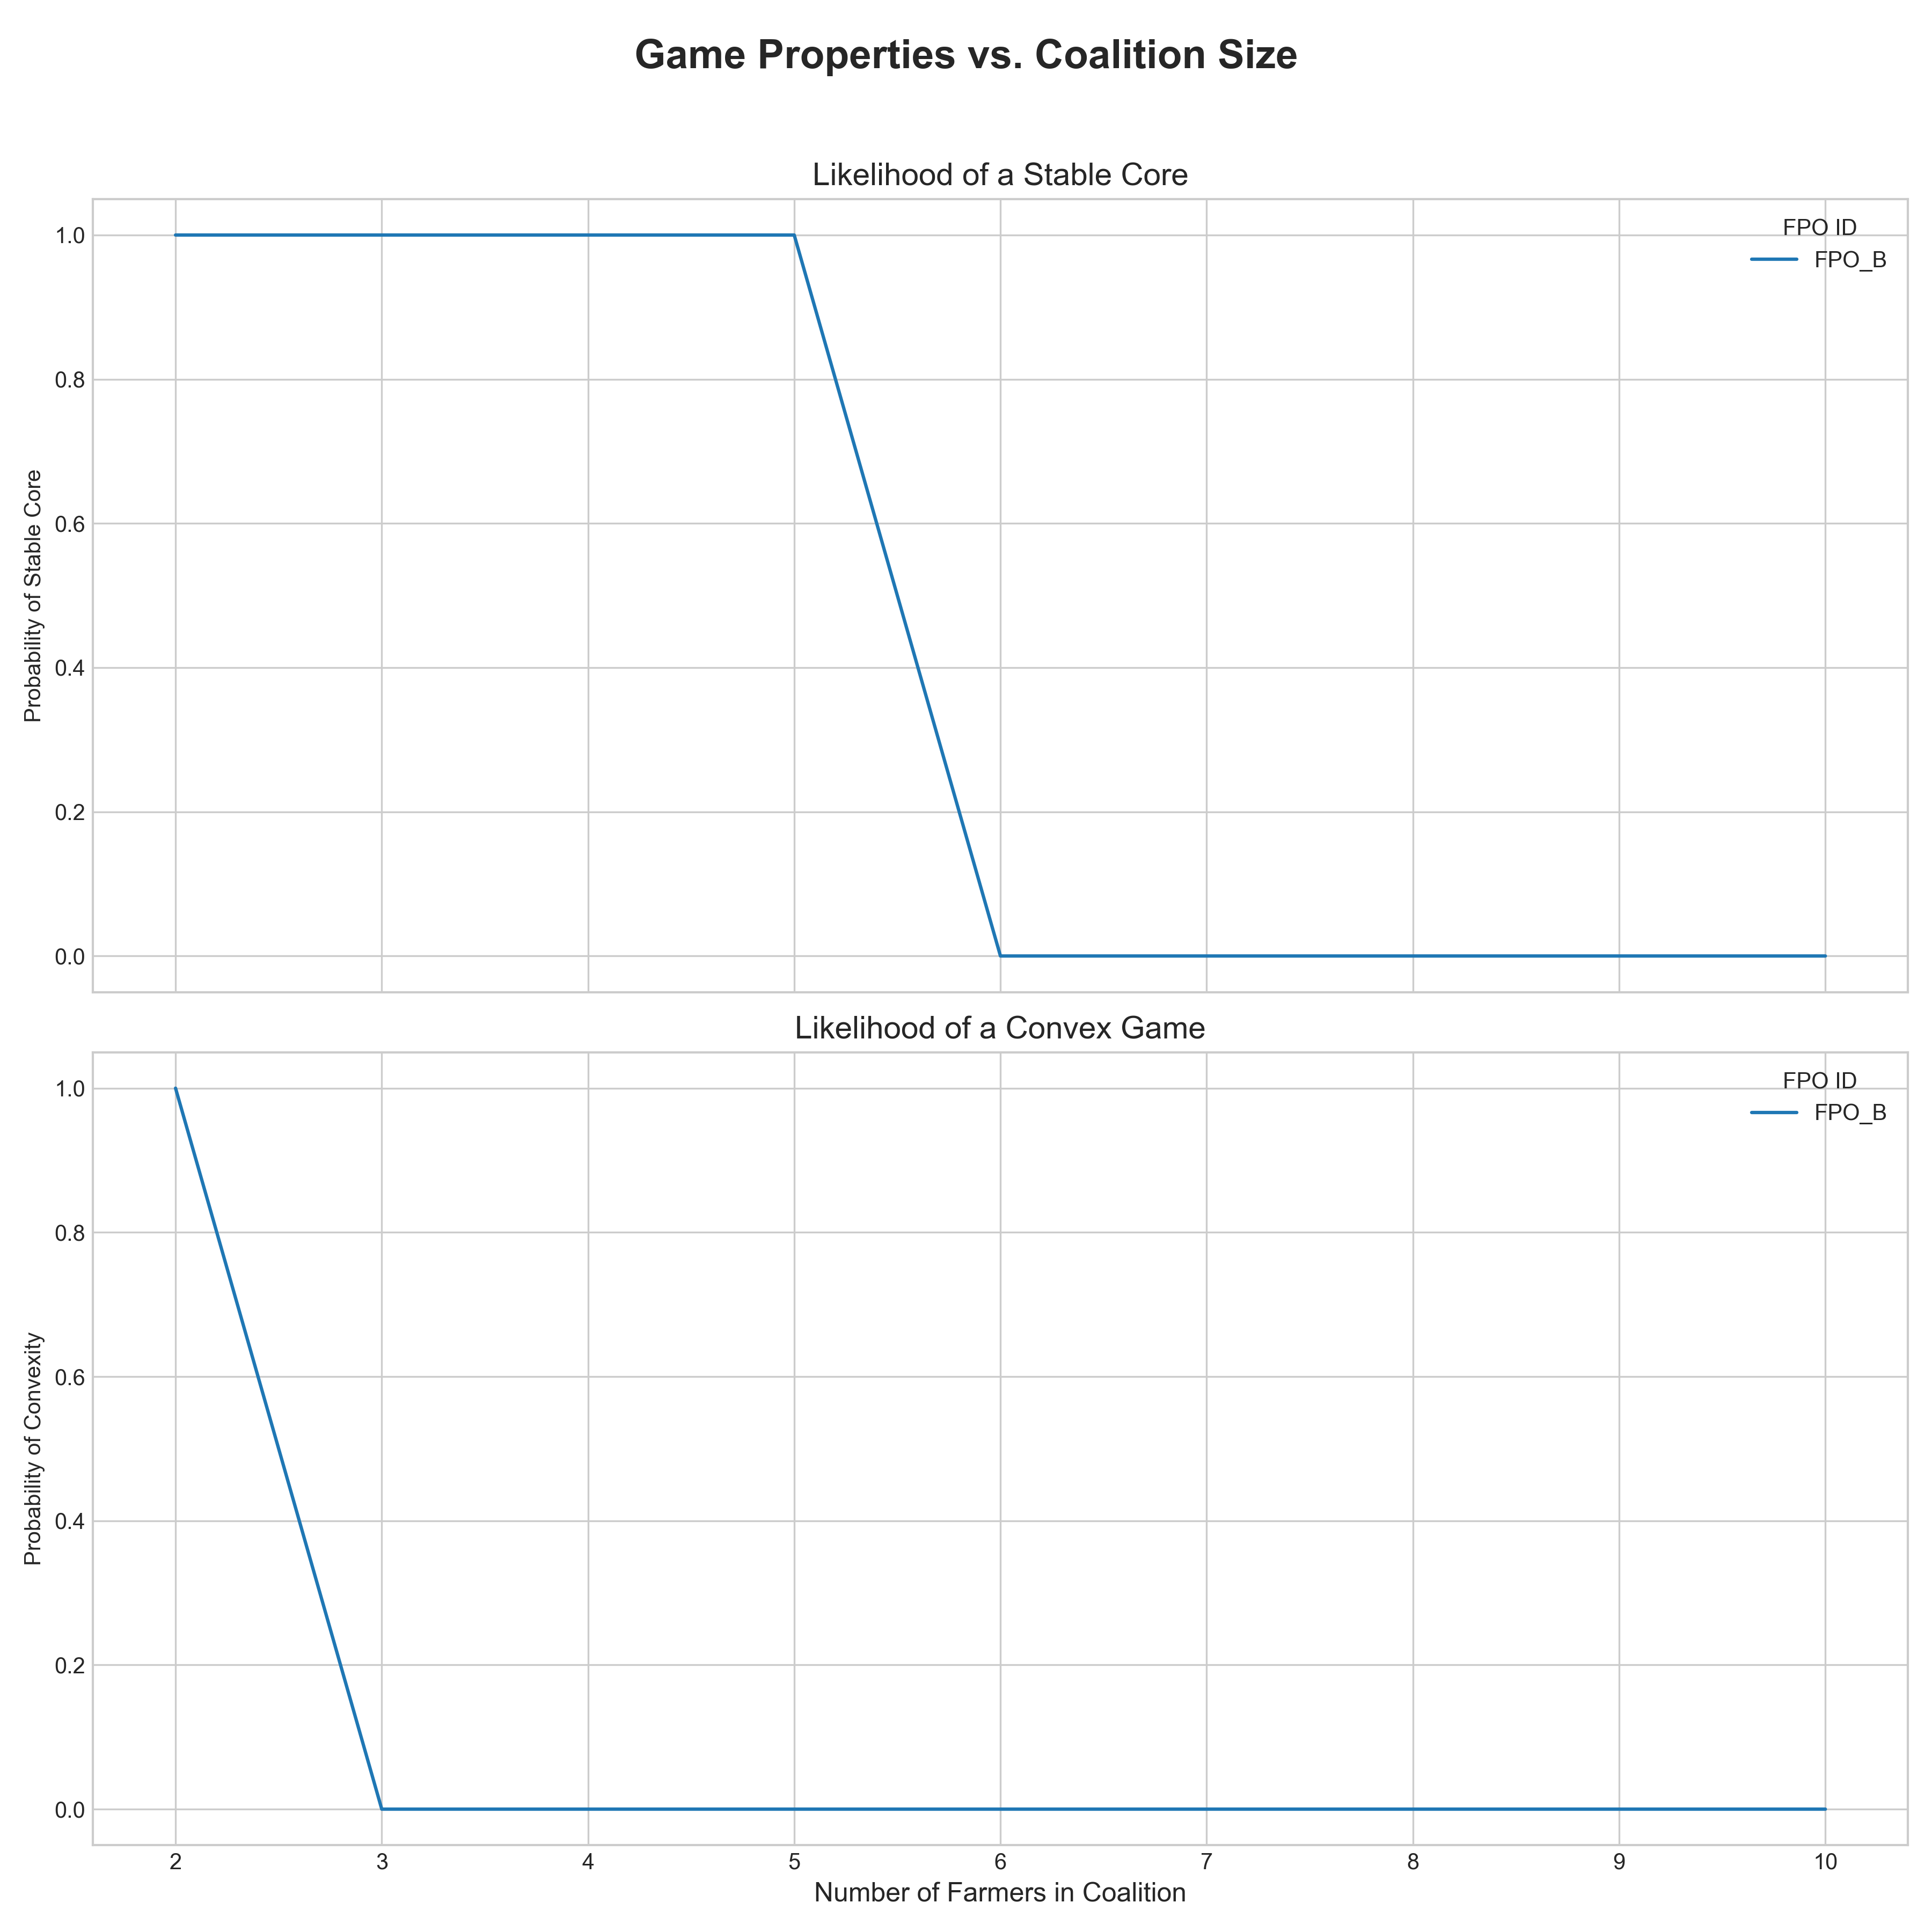 Game Properties vs. Coalition Size
Likelihood of a Stable Core
FPO ID
FPO_B
Probability of Stable Core
1.0
0.8
0.6
0.4
0.2
0.0
Likelihood of a Convex Game
FPO ID
FPO_B
Probability of Convexity
1.0
0.8
0.6
0.4
0.2
0.0
2 3 4 5 6 7 8 9 10
Number of Farmers in Coalition